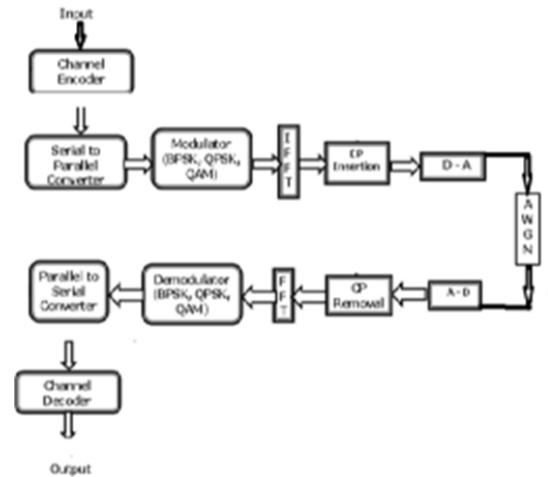 Input
Channel
Encoder
Serial to
Parallel
Converter
Modulator
(BPSK, QPSK,
QAM)
I
F
F
T
CP
Insertion
D - A
A
W
G
N
Parallel to
Serial
Converter
Demodulator
(BPSK, QPSK,
QAM)
F
F
T
CP
Removal
A - D
Channel
Decoder
Output